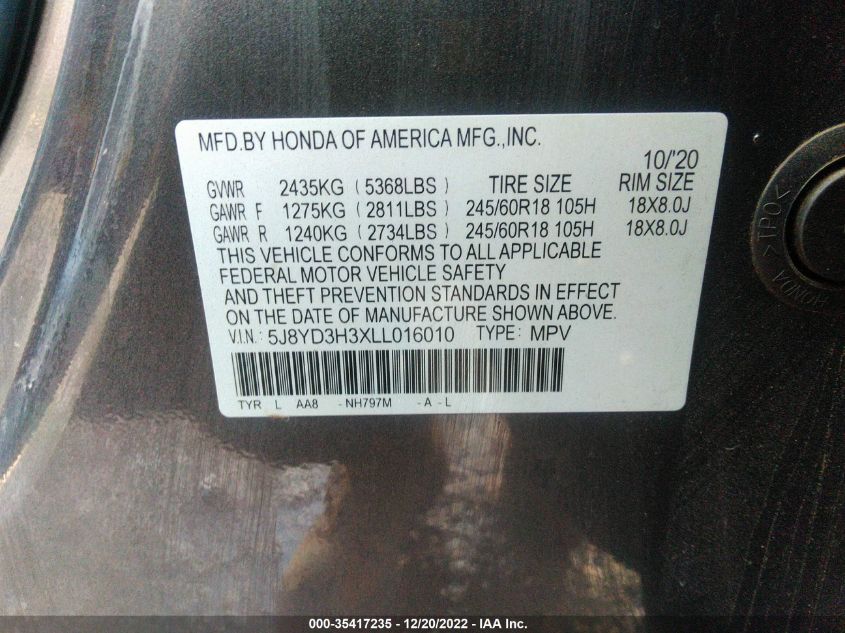 MFD.BY HONDA OF AMERICA MFG.,INC.
10/'20
GVWR 2435KG ( 5368LBS ) TIRE SIZE RIM SIZE
GAWR F 1275KG ( 2811LBS ) 245/60R18 105H 18X8.0J
GAWR R 1240KG ( 2734LBS ) 245/60R18 105H 18X8.0J
THIS VEHICLE CONFORMS TO ALL APPLICABLE
FEDERAL MOTOR VEHICLE SAFETY
AND THEFT PREVENTION STANDARDS IN EFFECT
ON THE DATE OF MANUFACTURE SHOWN ABOVE.
V.I.N.: 5J8YD3H3XLL016010 TYPE: MPV
TYR L AA8 - NH797M - A - L
>TPO<
HONDA
000-35417235 - 12/20/2022 - IAA Inc.